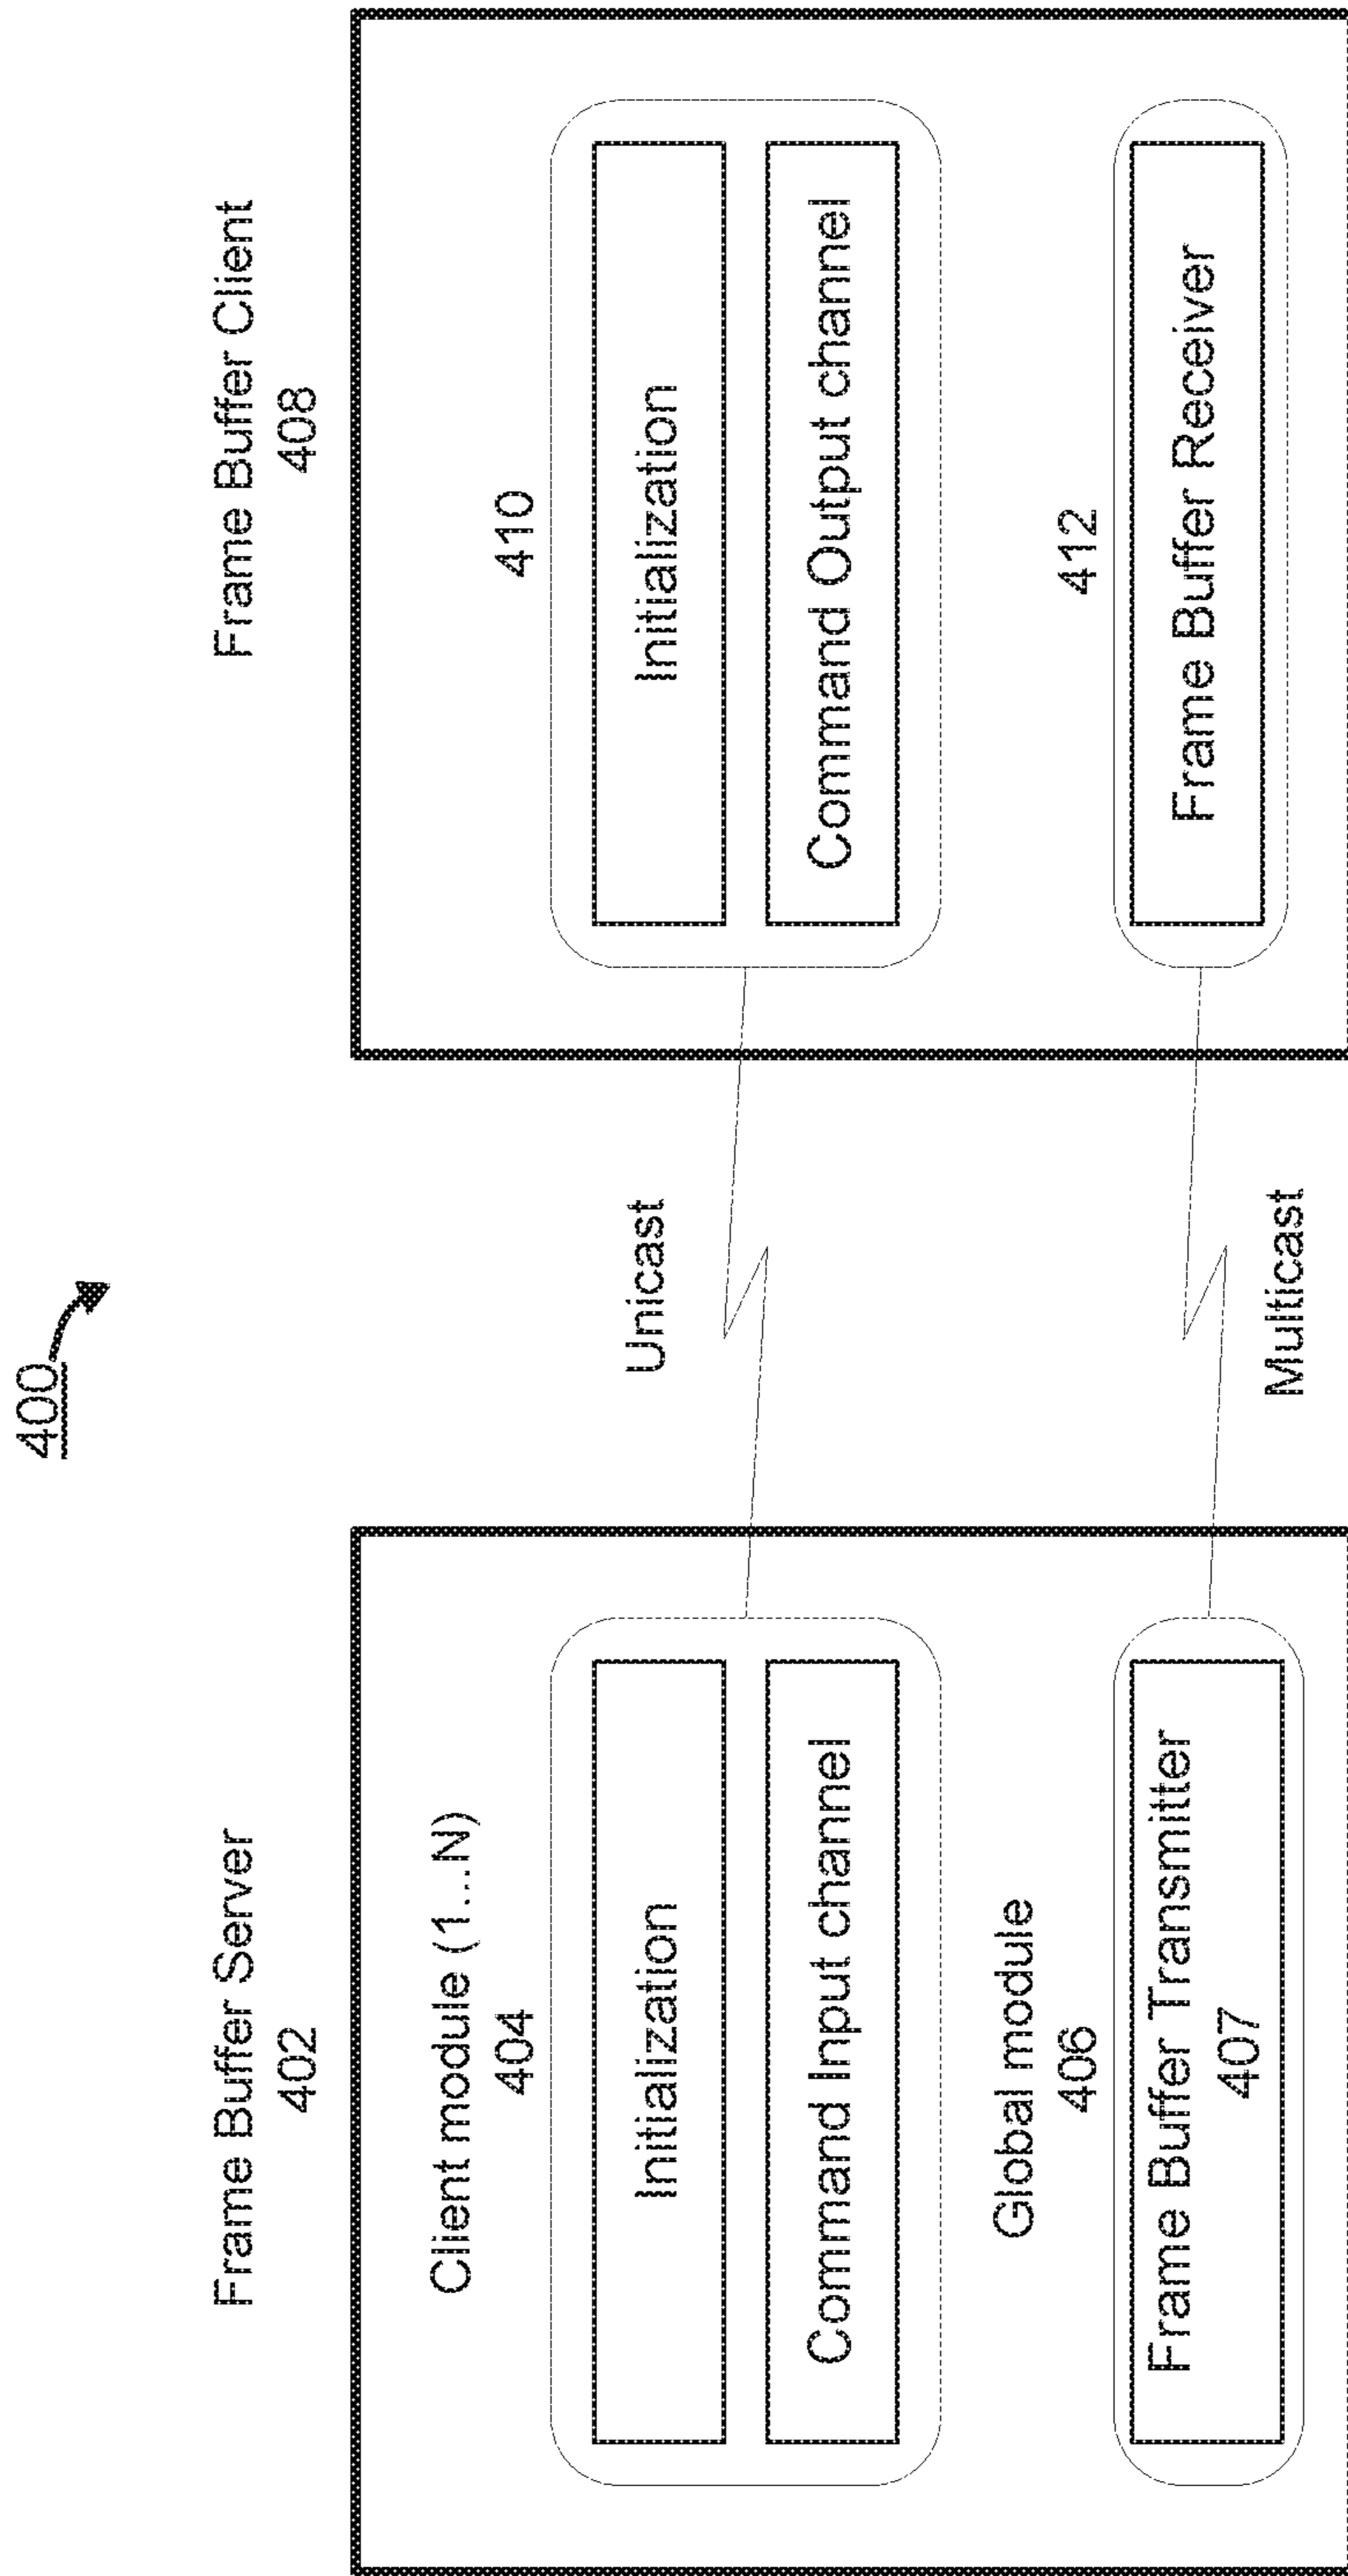 400
Frame Buffer Server
402
Client module (1...N)
404
Initialization
Command Input channel
Global module
406
Frame Buffer Transmitter
407
Unicast
Multicast
Frame Buffer Client
408
410
Initialization
Command Output channel
412
Frame Buffer Receiver